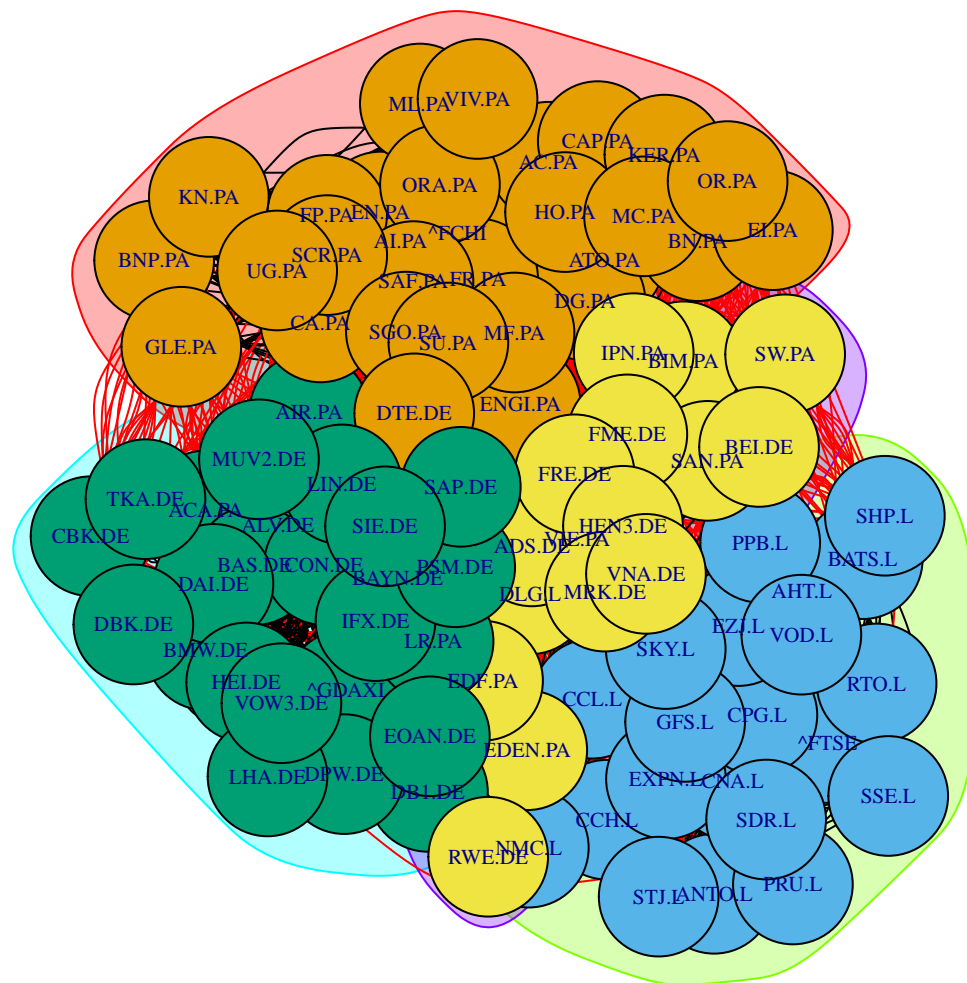 ML.PA
VIV.PA
CAP.PA
KER.PA
AC.PA
OR.PA
ORA.PA
KN.PA
FP.PA
EN.PA
HO.PA
MC.PA
EI.PA
^FCHI
AI.PA
BN.PA
SCR.PA
BNP.PA
UG.PA
ATO.PA
SAF.PA
FR.PA
DG.PA
CA.PA
SGO.PA
MF.PA
SU.PA
GLE.PA
IPN.PA
BIM.PA
SW.PA
ENGI.PA
AIR.PA
DTE.DE
FME.DE
BEI.DE
MUV2.DE
SAN.PA
FRE.DE
LIN.DE
SAP.DE
TKA.DE
ACA.PA
SHP.L
ALV.DE
SIE.DE
HEN3.DE
CBK.DE
VIE.PA
ADS.DE
PPB.L
BATS.L
BAS.DE
CON.DE
PSM.DE
BAYN.DE
VNA.DE
DAI.DE
DLG.L
MRK.DE
AHT.L
DBK.DE
IFX.DE
EZJ.L
VOD.L
LR.PA
BMW.DE
SKY.L
HEI.DE
EDF.PA
RTO.L
^GDAXI
VOW3.DE
CCL.L
GFS.L
CPG.L
EOAN.DE
EDEN.PA
^FTSE
LHA.DE
DPW.DE
EXPN.L
CNA.L
DB1.DE
SSE.L
CCH.L
SDR.L
NMC.L
RWE.DE
PRU.L
STJ.L
ANTO.L